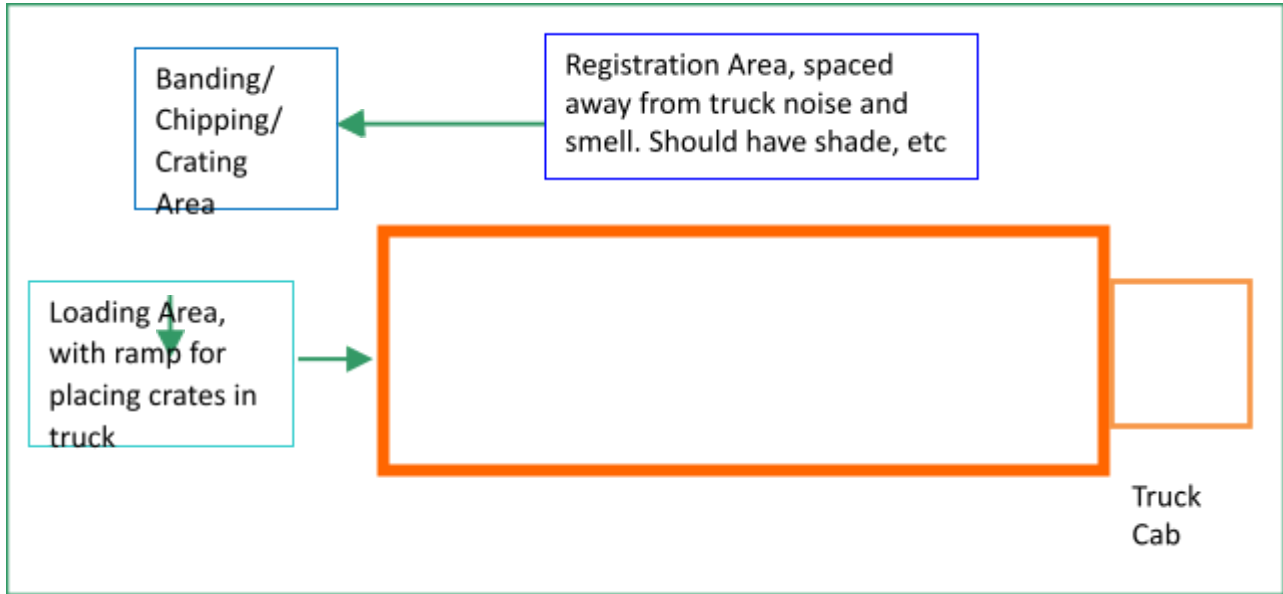 Banding/
Chipping/
Crating
Area
Registration Area, spaced
away from truck noise and
smell. Should have shade, etc
Loading Area,
with ramp for
placing crates in
truck
Truck
Cab